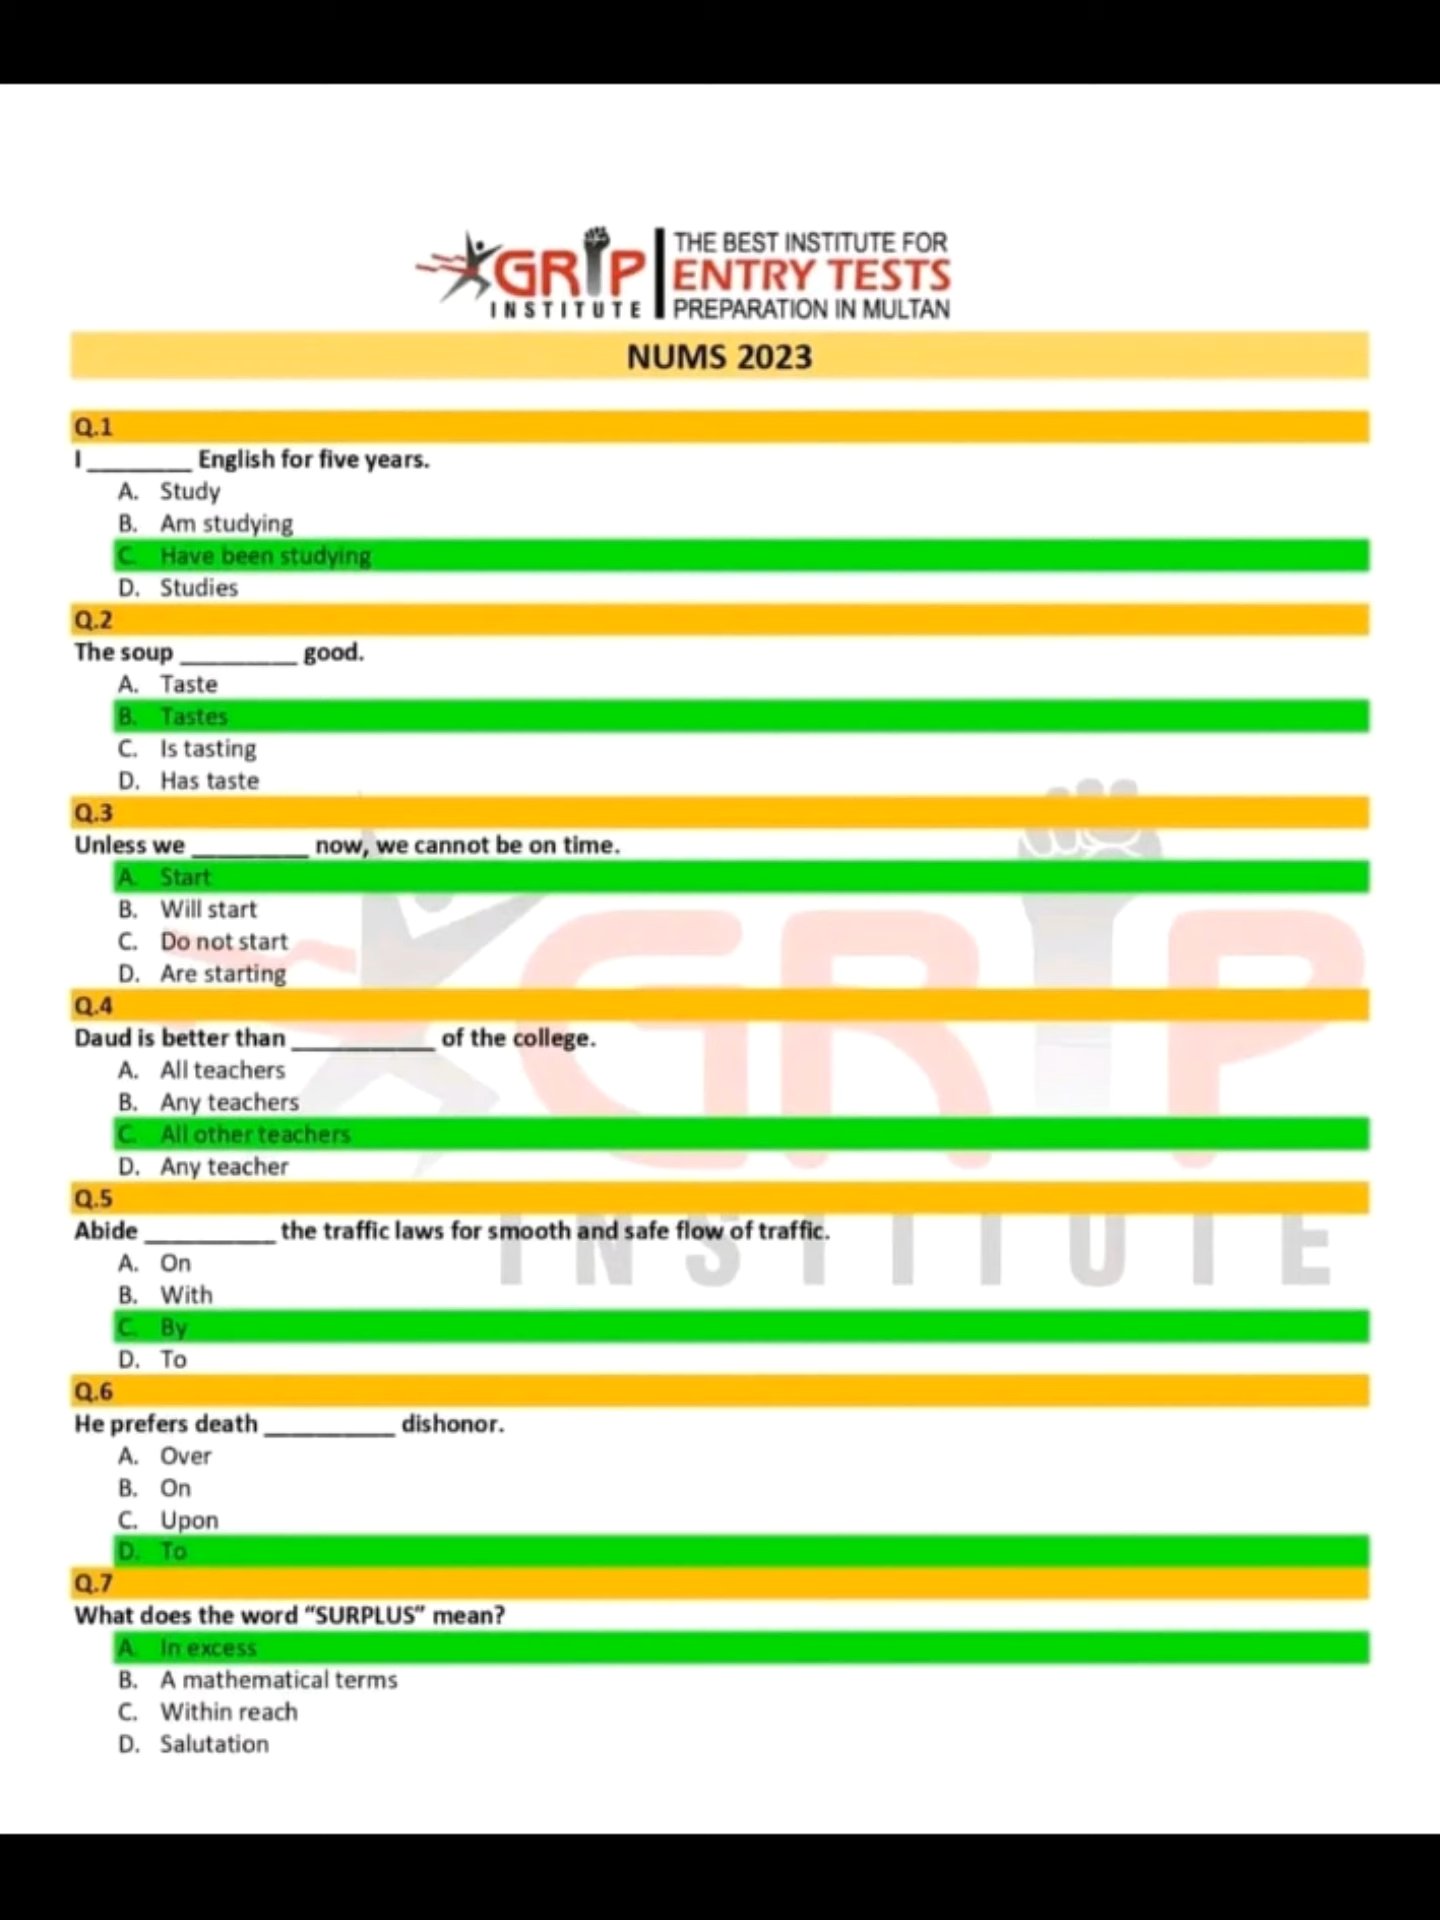 GRIP
INSTITUTE
THE BEST INSTITUTE FOR
ENTRY TESTS
PREPARATION IN MULTAN
NUMS 2023
Q.1
I ________ English for five years.
A. Study
B. Am studying
C. Have been studying
D. Studies
Q.2
The soup _________ good.
A. Taste
B. Tastes
C. Is tasting
D. Has taste
Q.3
Unless we _________ now, we cannot be on time.
A. Start
B. Will start
C. Do not start
D. Are starting
Q.4
Daud is better than ___________ of the college.
A. All teachers
B. Any teachers
C. All other teachers
D. Any teacher
Q.5
Abide __________ the traffic laws for smooth and safe flow of traffic.
A. On
B. With
C. By
D. To
Q.6
He prefers death __________ dishonor.
A. Over
B. On
C. Upon
D. To
Q.7
What does the word “SURPLUS” mean?
A. In excess
B. A mathematical terms
C. Within reach
D. Salutation
GRIP
INSTITUTE